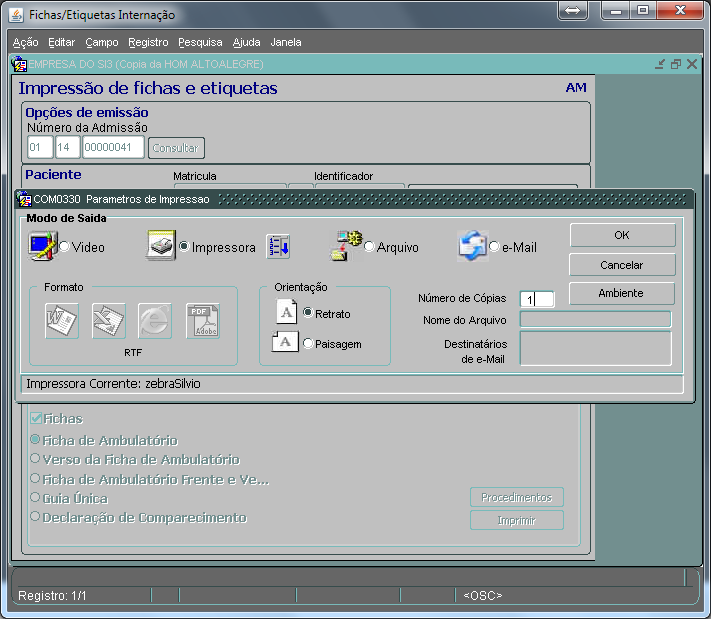 Fichas/Etiquetas Internação
Ação Editar Campo Registro Pesquisa Ajuda Janela
EMPRESA DO SI3 (Copia da HOM ALTOALEGRE)
Impressão de fichas e etiquetas AM
Opções de emissão
Número da Admissão
01 14 00000041 Consultar
Paciente Matricula Identificador
COM0330 Parametros de Impressao
Modo de Saida
Video Impressora Arquivo e-Mail
OK
Cancelar
Ambiente
Formato
RTF
Orientação
Retrato
Paisagem
Número de Cópias 1
Nome do Arquivo
Destinatários
de e-Mail
Impressora Corrente: zebraSilvio
Fichas
Ficha de Ambulatório
Verso da Ficha de Ambulatório
Ficha de Ambulatório Frente e Ve...
Guia Única
Declaração de Comparecimento
Procedimentos
Imprimir
Registro: 1/1 <OSC>